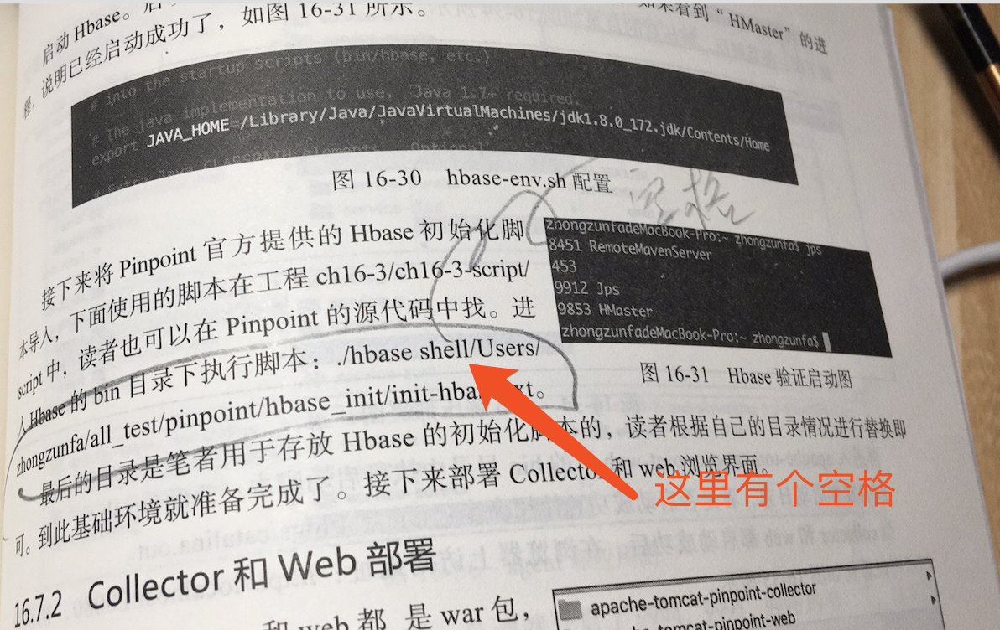 启动Hbase。
如果看到“HMaster”的进
程，说明已经启动成功了，如图16-31所示。
# into the startup scripts (bin/hbase, etc.)
# The java implementation to use. Java 1.7+ required.
export JAVA_HOME /Library/Java/JavaVirtualMachines/jdk1.8.0_172.jdk/Contents/Home
# Extra Java CLASSPATH elements. Optional
图 16-30 hbase-env.sh 配置
空格
接下来将 Pinpoint 官方提供的 Hbase 初始化脚
本导入，下面使用的脚本在工程 ch16-3/ch16-3-script/
script 中，读者也可以在 Pinpoint 的源代码中找。进
入 Hbase 的 bin 目录下执行脚本：./hbase shell/Users/
zhongzunfa/all_test/pinpoint/hbase_init/init-hba xt。
zhongzunfadeMacBook-Pro:~ zhongzunfa$ jps
8451 RemoteMavenServer
453
9912 Jps
9853 HMaster
zhongzunfadeMacBook-Pro:~ zhongzunfa$
图 16-31 Hbase 验证启动图
最后的目录是笔者用于存放 Hbase 的初始化脚本的，读者根据自己的目录情况进行替换即
可。到此基础环境就准备完成了。接下来部署 Collector 和 web 浏览界面。
这里有个空格
16.7.2 Collector 和 Web 部署
和 web 都 是 war 包，
apache-tomcat-pinpoint-collector
tomcat-pinpoint-web